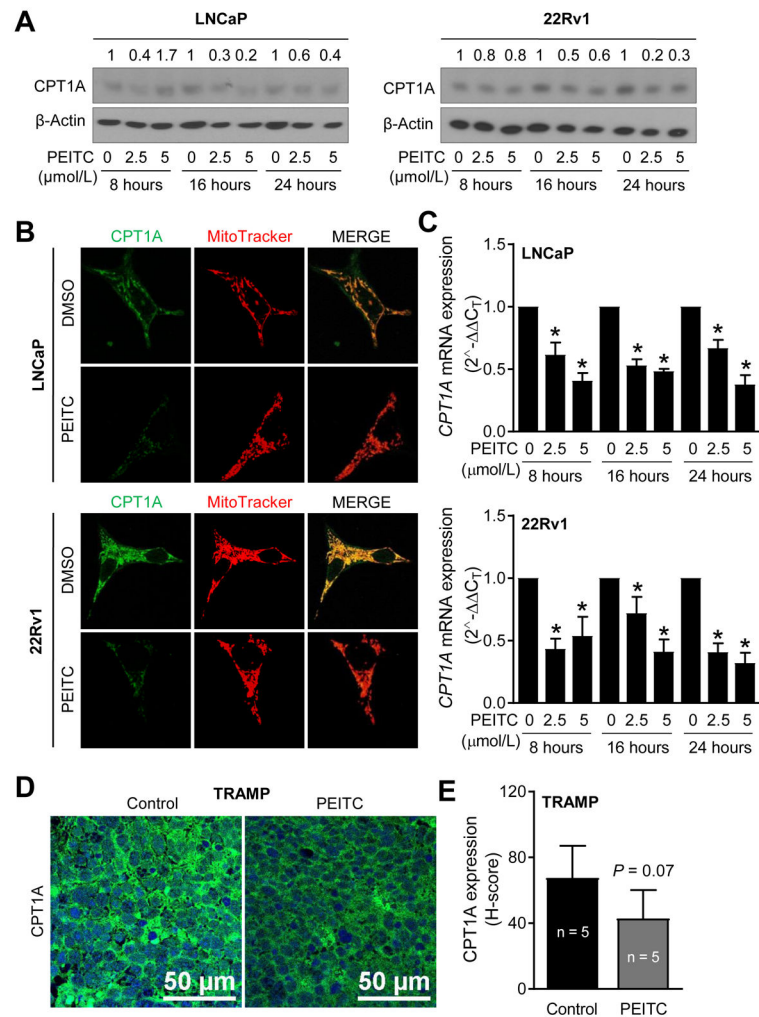 A
LNCaP
1 0.4 1.7 1 0.3 0.2 1 0.6 0.4
CPT1A
β-Actin
PEITC 0 2.5 5 0 2.5 5 0 2.5 5
(μmol/L) 8 hours 16 hours 24 hours
22Rv1
1 0.8 0.8 1 0.5 0.6 1 0.2 0.3
CPT1A
β-Actin
PEITC 0 2.5 5 0 2.5 5 0 2.5 5
(μmol/L) 8 hours 16 hours 24 hours
B
CPT1A MitoTracker MERGE
LNCaP
DMSO
PEITC
CPT1A MitoTracker MERGE
22Rv1
DMSO
PEITC
C
LNCaP
CPT1A mRNA expression
(2^-ΔΔCT)
1.5
1.0
0.5
0.0
* * * * * *
PEITC 0 2.5 5 0 2.5 5 0 2.5 5
(μmol/L) 8 hours 16 hours 24 hours
22Rv1
CPT1A mRNA expression
(2^-ΔΔCT)
1.5
1.0
0.5
0.0
* * * * * *
PEITC 0 2.5 5 0 2.5 5 0 2.5 5
(μmol/L) 8 hours 16 hours 24 hours
D
TRAMP
Control PEITC
CPT1A
50 μm 50 μm
E
TRAMP
CPT1A expression
(H-score)
120
80
40
0
P = 0.07
n = 5 n = 5
Control PEITC